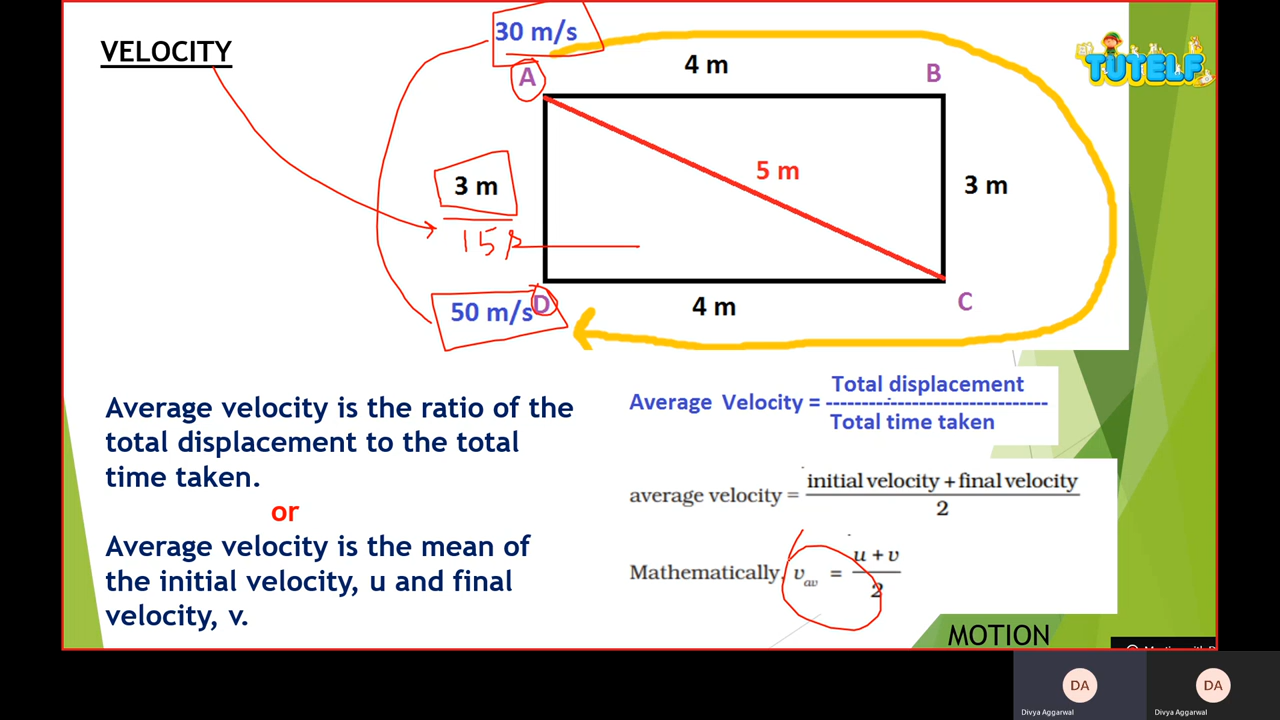 VELOCITY
30 m/s
A
4 m
B
TUTELF
3 m
15s
5 m
3 m
50 m/s
D
4 m
C
Average velocity is the ratio of the
total displacement to the total
time taken.
or
Average velocity is the mean of
the initial velocity, u and final
velocity, v.
Average Velocity = Total displacement
Total time taken
average velocity = initial velocity + final velocity
2
Mathematically, vav = u + v
2
MOTION
DA
Divya Aggarwal
DA
Divya Aggarwal